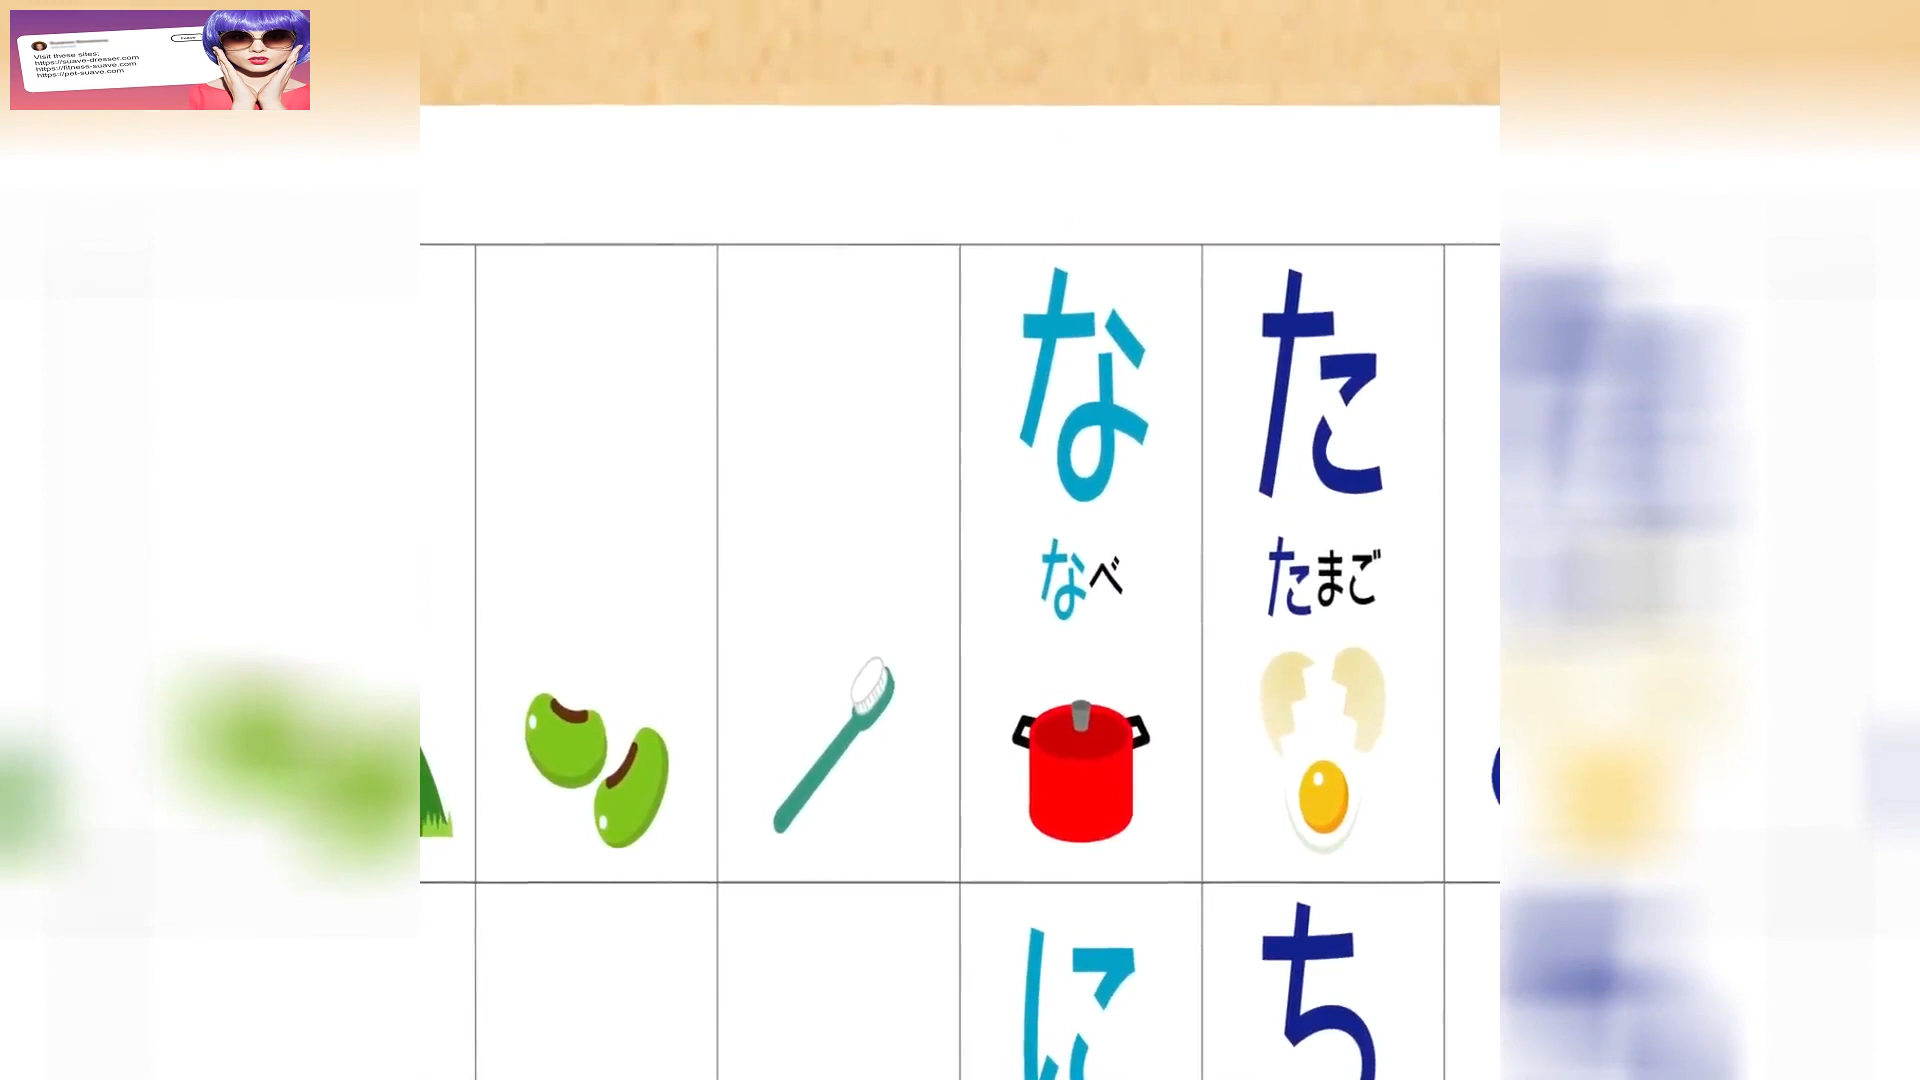 Visit these sites:
https://suave-dresser.com
https://fitness-suave.com
https://pet-suave.com
な
た
なべ
たまご
に
ち